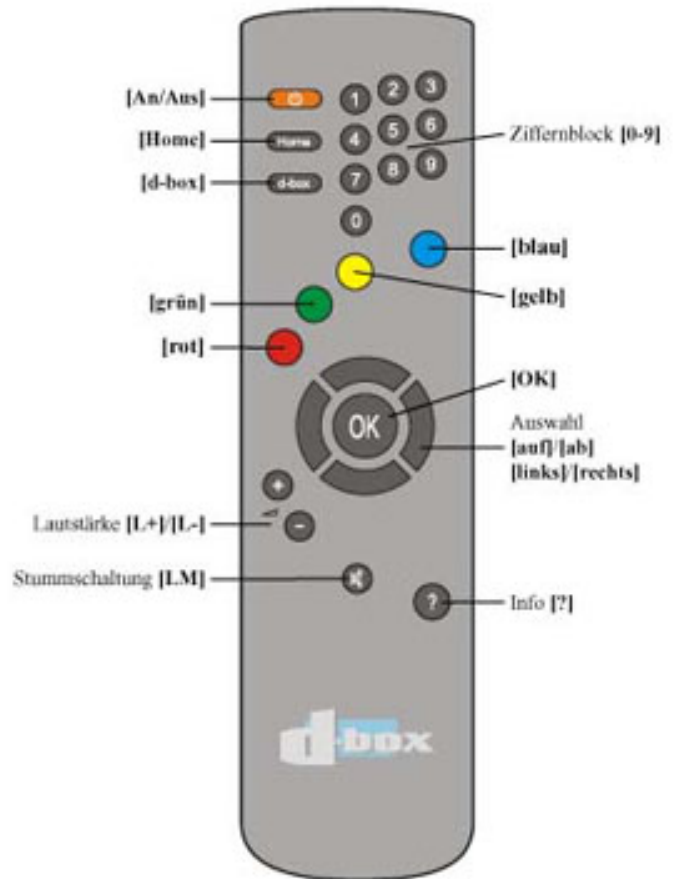 [An/Aus]
[Home]
[d-box]
[grün]
[rot]
Lautstärke [L+]/[L-]
Stummschaltung [LM]
Home
d-box
1
2
3
4
5
6
7
8
9
0
OK
+
-
?
d-box
Ziffernblock [0-9]
[blau]
[gelb]
[OK]
Auswahl
[auf]/[ab]
[links]/[rechts]
Info [?]